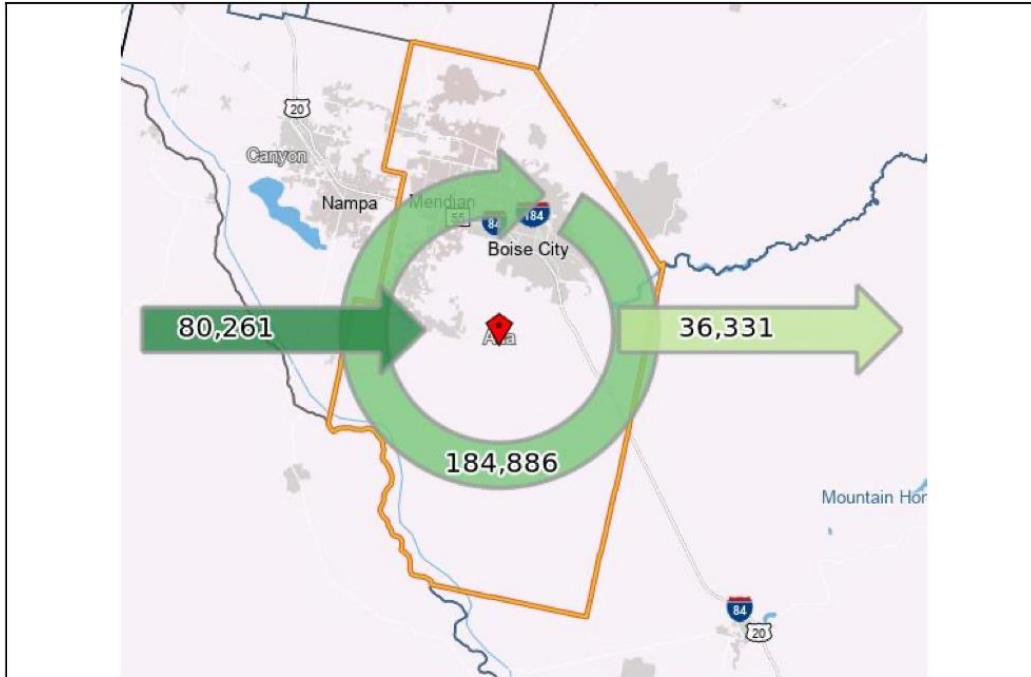 20
Canyon
Nampa
Meridian
55
84
184
Boise City
80,261
Ada
36,331
184,886
Mountain Hor
84
20